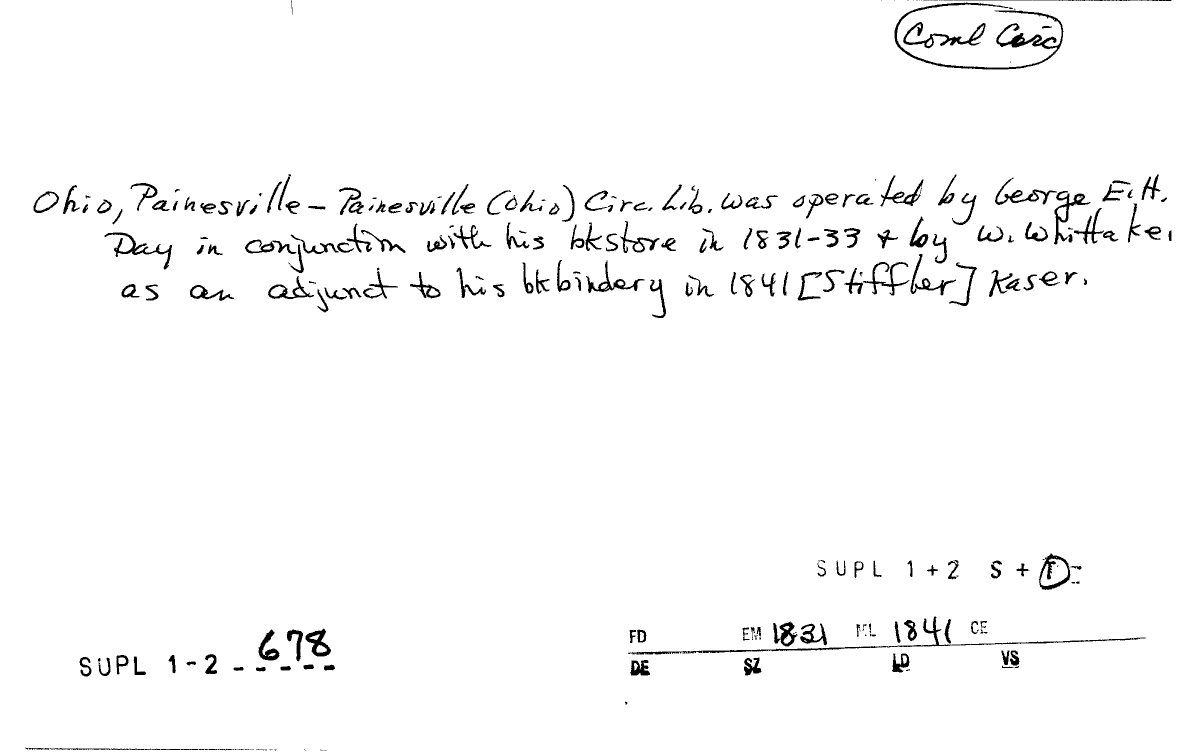 Coml Circ
Ohio, Painesville – Painesville (Ohio) Circ. Lib. was operated by George E.H.
Day in conjunction with his bkstore in 1831-33 + by W. Whittaker
as an adjunct to his bkbindery in 1841 [Stiffler] Kaser.
SUPL 1+2 S +
SUPL 1-2 - 678
FD EM 1831 ML 1841 CE
DE SZ LD VS